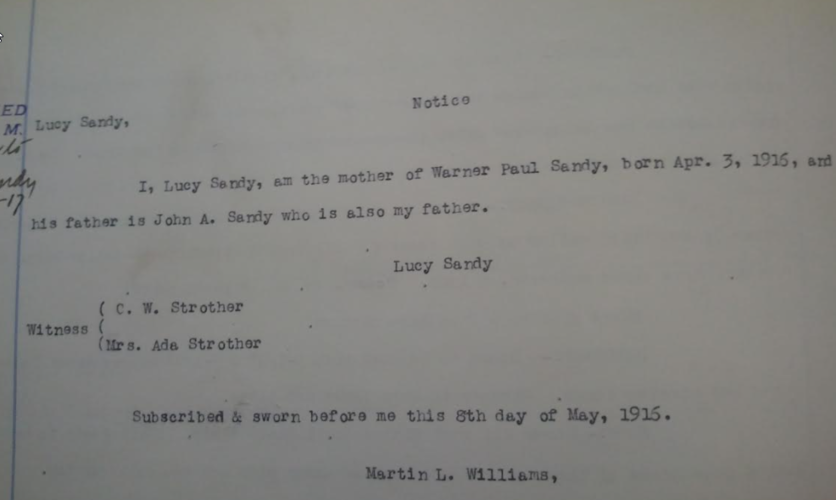 Notice
ED
M.
Lucy Sandy,
I, Lucy Sandy, am the mother of Warner Paul Sandy, born Apr. 3, 1916, and
his father is John A. Sandy who is also my father.
-17
Lucy Sandy
( C. W. Strother
Witness (
(Mrs. Ada Strother
Subscribed & sworn before me this 8th day of May, 1916.
Martin L. Williams,